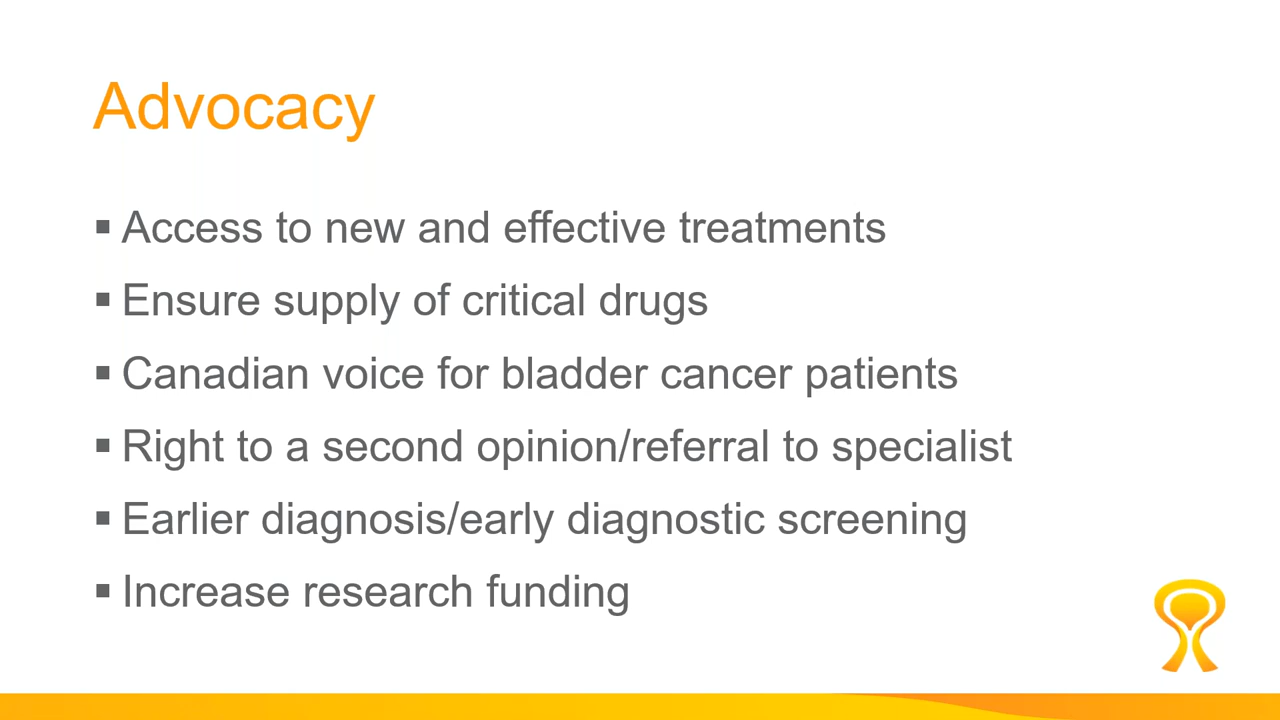 Advocacy
▪ Access to new and effective treatments
▪ Ensure supply of critical drugs
▪ Canadian voice for bladder cancer patients
▪ Right to a second opinion/referral to specialist
▪ Earlier diagnosis/early diagnostic screening
▪ Increase research funding